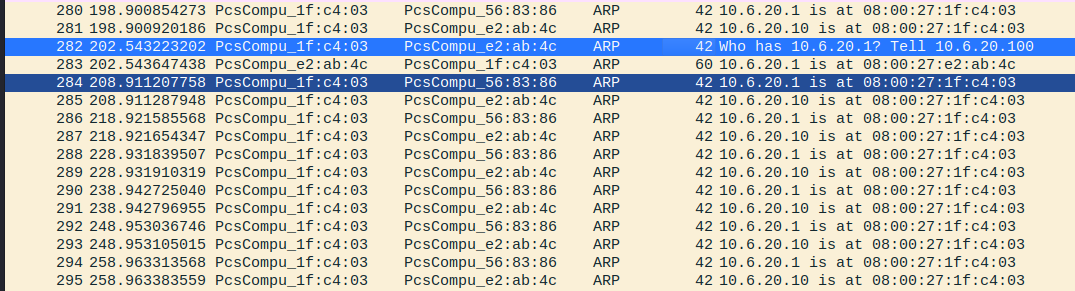 280 198.900854273 PcsCompu_1f:c4:03 PcsCompu_56:83:86 ARP 42 10.6.20.1 is at 08:00:27:1f:c4:03
281 198.900920186 PcsCompu_1f:c4:03 PcsCompu_e2:ab:4c ARP 42 10.6.20.10 is at 08:00:27:1f:c4:03
282 202.543223202 PcsCompu_1f:c4:03 PcsCompu_e2:ab:4c ARP 42 Who has 10.6.20.1? Tell 10.6.20.100
283 202.543647438 PcsCompu_e2:ab:4c PcsCompu_1f:c4:03 ARP 60 10.6.20.1 is at 08:00:27:e2:ab:4c
284 208.911207758 PcsCompu_1f:c4:03 PcsCompu_56:83:86 ARP 42 10.6.20.1 is at 08:00:27:1f:c4:03
285 208.911287948 PcsCompu_1f:c4:03 PcsCompu_e2:ab:4c ARP 42 10.6.20.10 is at 08:00:27:1f:c4:03
286 218.921585568 PcsCompu_1f:c4:03 PcsCompu_56:83:86 ARP 42 10.6.20.1 is at 08:00:27:1f:c4:03
287 218.921654347 PcsCompu_1f:c4:03 PcsCompu_e2:ab:4c ARP 42 10.6.20.10 is at 08:00:27:1f:c4:03
288 228.931839507 PcsCompu_1f:c4:03 PcsCompu_56:83:86 ARP 42 10.6.20.1 is at 08:00:27:1f:c4:03
289 228.931910319 PcsCompu_1f:c4:03 PcsCompu_e2:ab:4c ARP 42 10.6.20.10 is at 08:00:27:1f:c4:03
290 238.942725040 PcsCompu_1f:c4:03 PcsCompu_56:83:86 ARP 42 10.6.20.1 is at 08:00:27:1f:c4:03
291 238.942796955 PcsCompu_1f:c4:03 PcsCompu_e2:ab:4c ARP 42 10.6.20.10 is at 08:00:27:1f:c4:03
292 248.953036746 PcsCompu_1f:c4:03 PcsCompu_56:83:86 ARP 42 10.6.20.1 is at 08:00:27:1f:c4:03
293 248.953105015 PcsCompu_1f:c4:03 PcsCompu_e2:ab:4c ARP 42 10.6.20.10 is at 08:00:27:1f:c4:03
294 258.963313568 PcsCompu_1f:c4:03 PcsCompu_56:83:86 ARP 42 10.6.20.1 is at 08:00:27:1f:c4:03
295 258.963383559 PcsCompu_1f:c4:03 PcsCompu_e2:ab:4c ARP 42 10.6.20.10 is at 08:00:27:1f:c4:03